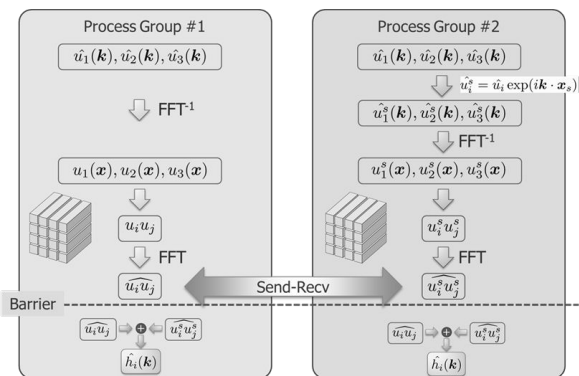 Process Group #1
û₁(k), û₂(k), û₃(k)
FFT⁻¹
u₁(x), u₂(x), u₃(x)
uᵢuⱼ
FFT
\widehat{uᵢuⱼ}
Process Group #2
û₁(k), û₂(k), û₃(k)
ûᵢˢ = ûᵢ exp(ik · xₛ)
û₁ˢ(k), û₂ˢ(k), û₃ˢ(k)
FFT⁻¹
u₁ˢ(x), u₂ˢ(x), u₃ˢ(x)
uᵢˢuⱼˢ
FFT
\widehat{uᵢˢuⱼˢ}
Send-Recv
Barrier
\widehat{uᵢuⱼ} + \widehat{uᵢˢuⱼˢ}
ĥᵢ(k)
\widehat{uᵢuⱼ} + \widehat{uᵢˢuⱼˢ}
ĥᵢ(k)